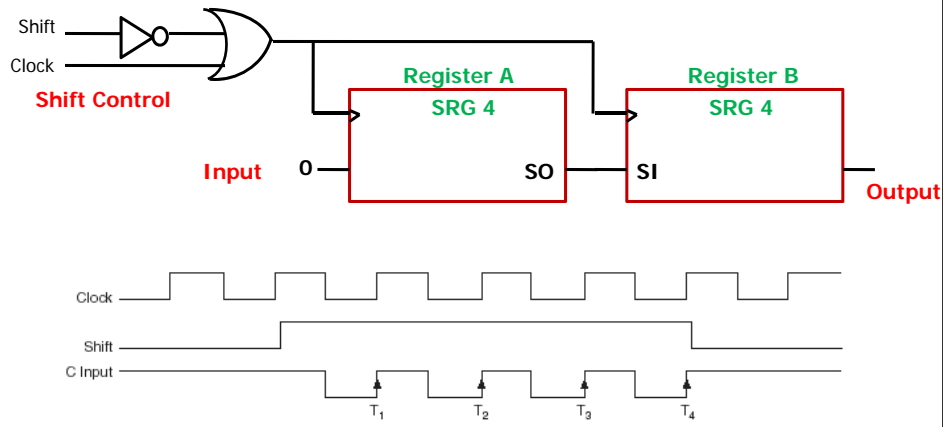 Shift
Clock
Shift Control
Register A
SRG 4
Register B
SRG 4
Input
0
SO
SI
Output
Clock
Shift
C Input
T1
T2
T3
T4